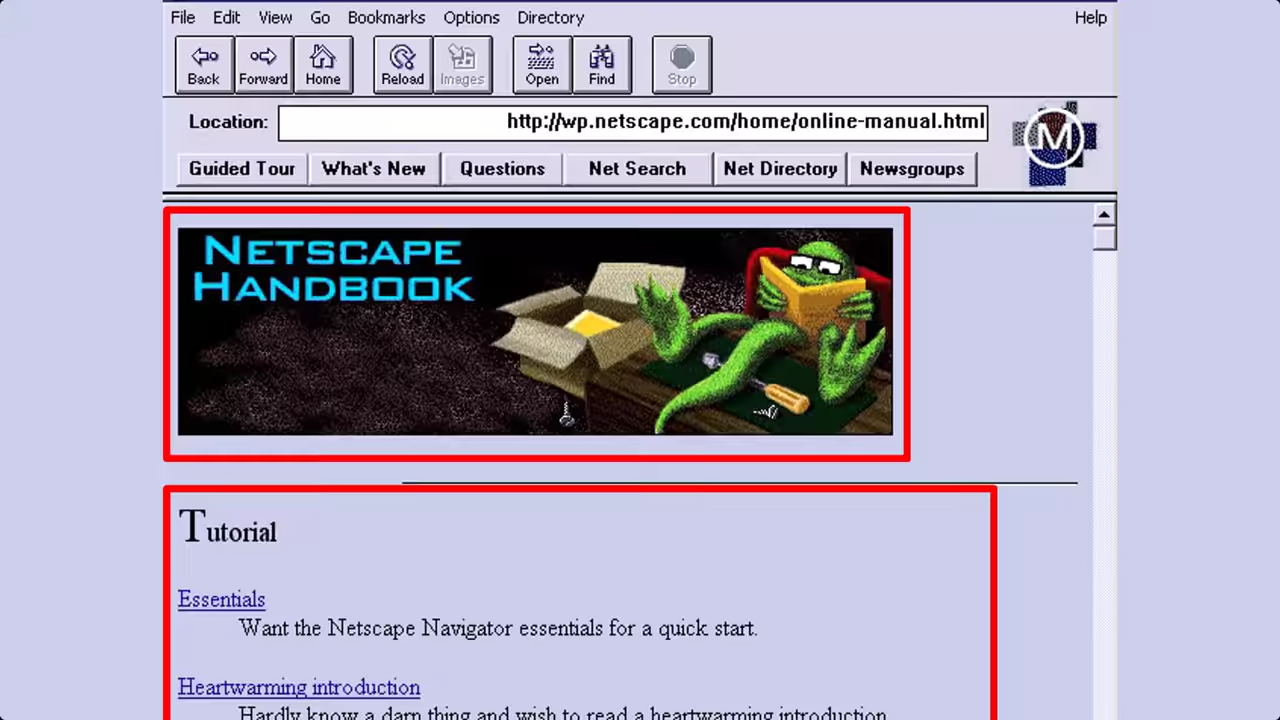 File Edit View Go Bookmarks Options Directory Help
Back Forward Home Reload Images Open Find Stop
Location: http://wp.netscape.com/home/online-manual.html
M
Guided Tour What's New Questions Net Search Net Directory Newsgroups
NETSCAPE
HANDBOOK
Tutorial
Essentials
Want the Netscape Navigator essentials for a quick start.
Heartwarming introduction
Hardly know a darn thing and wish to read a heartwarming introduction